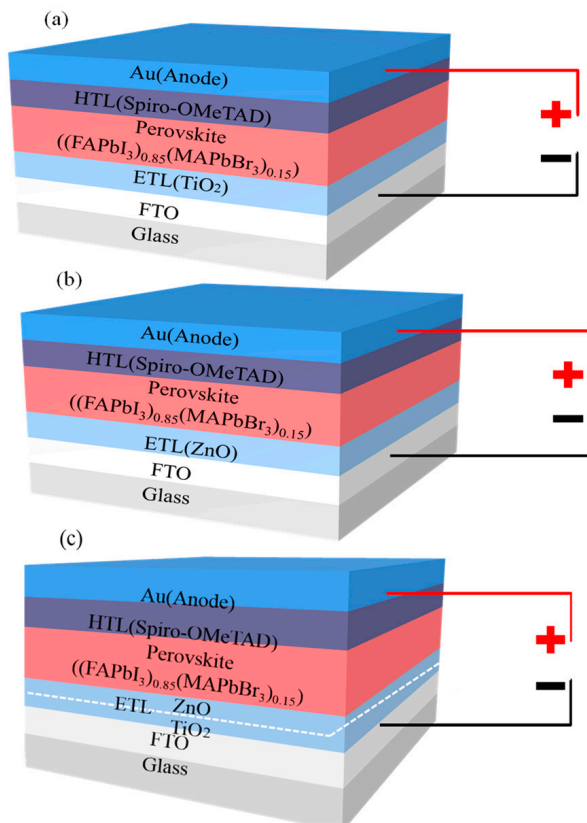 (a)
Au(Anode)
HTL(Spiro-OMeTAD)
Perovskite
((FAPbI₃)₀.₈₅(MAPbBr₃)₀.₁₅)
ETL(TiO₂)
FTO
Glass
+
−
(b)
Au(Anode)
HTL(Spiro-OMeTAD)
Perovskite
((FAPbI₃)₀.₈₅(MAPbBr₃)₀.₁₅)
ETL(ZnO)
FTO
Glass
+
−
(c)
Au(Anode)
HTL(Spiro-OMeTAD)
Perovskite
((FAPbI₃)₀.₈₅(MAPbBr₃)₀.₁₅)
ETL ZnO
TiO₂
FTO
Glass
+
−